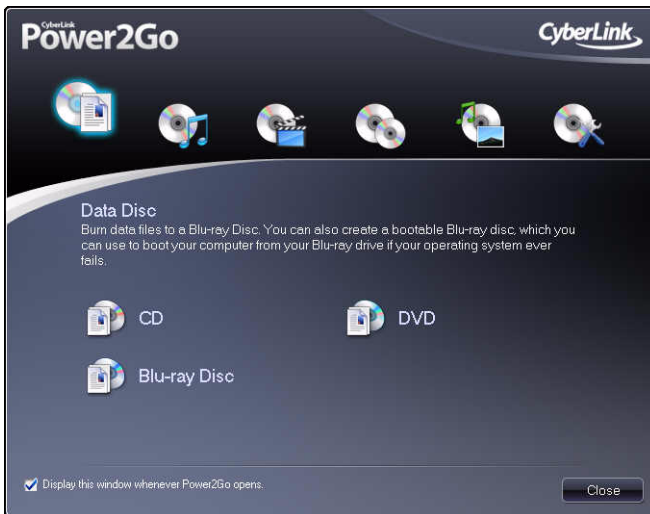 CyberLink
Power2Go
CyberLink
Data Disc
Burn data files to a Blu-ray Disc. You can also create a bootable Blu-ray disc, which you
can use to boot your computer from your Blu-ray drive if your operating system ever
fails.
CD
DVD
Blu-ray Disc
Display this window whenever Power2Go opens.
Close